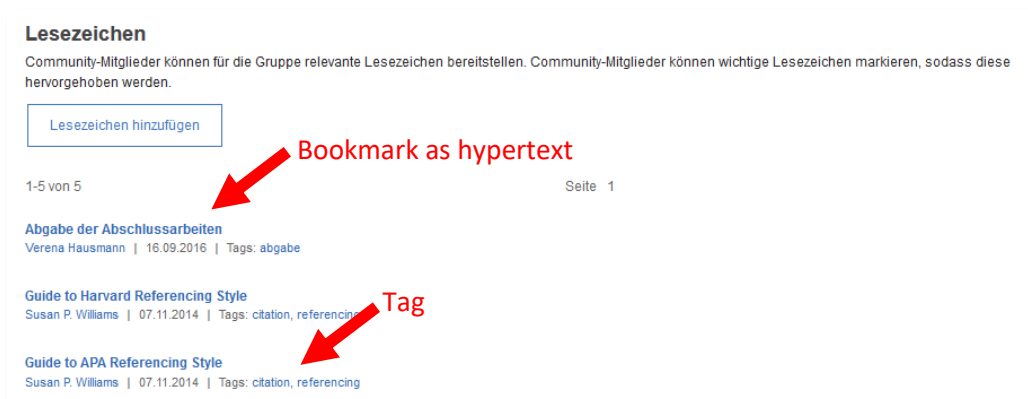 Lesezeichen
Community-Mitglieder können für die Gruppe relevante Lesezeichen bereitstellen. Community-Mitglieder können wichtige Lesezeichen markieren, sodass diese
hervorgehoben werden.
Lesezeichen hinzufügen
Bookmark as hypertext
1-5 von 5 Seite 1
Abgabe der Abschlussarbeiten
Verena Hausmann | 16.09.2016 | Tags: abgabe
Guide to Harvard Referencing Style
Tag
Susan P. Williams | 07.11.2014 | Tags: citation, referencing
Guide to APA Referencing Style
Susan P. Williams | 07.11.2014 | Tags: citation, referencing